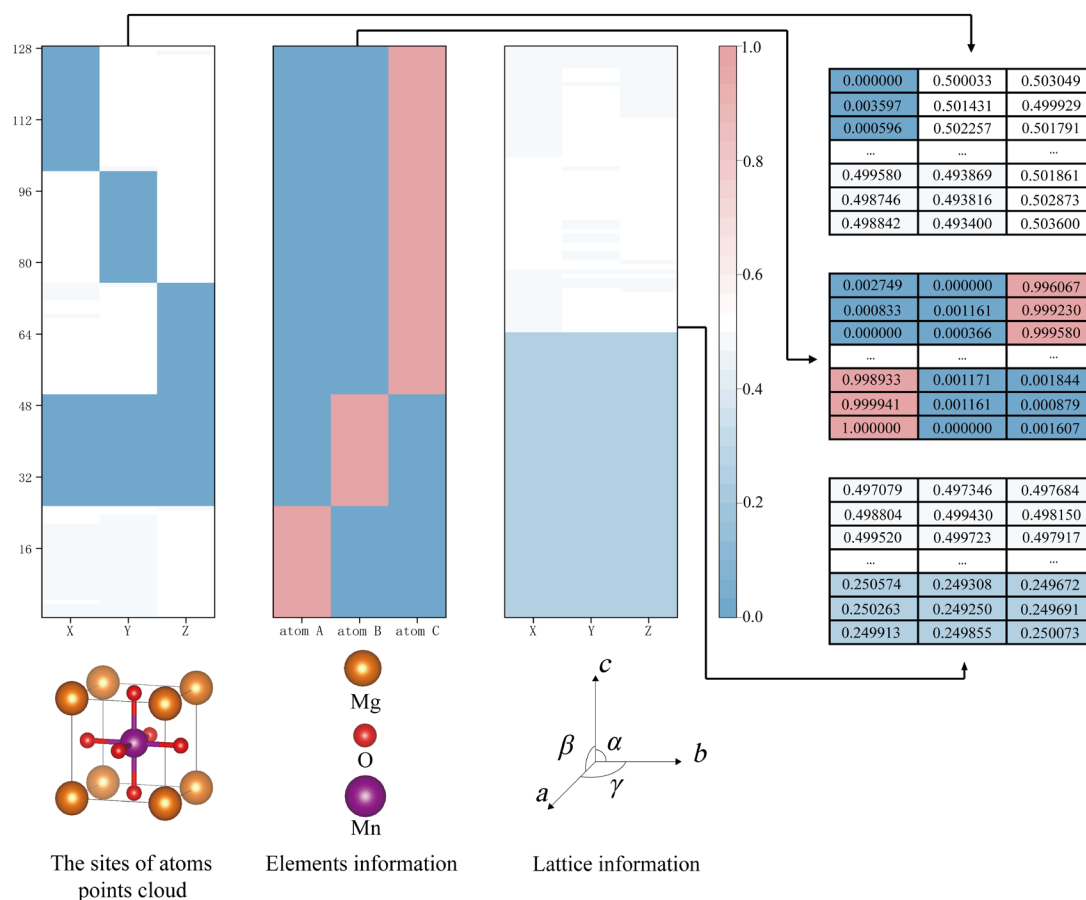 128
112
96
80
64
48
32
16
X Y Z
atom A atom B atom C
X Y Z
1.0
0.8
0.6
0.4
0.2
0.0
0.000000 0.500033 0.503049
0.003597 0.501431 0.499929
0.000596 0.502257 0.501791
... ... ...
0.499580 0.493869 0.501861
0.498746 0.493816 0.502873
0.498842 0.493400 0.503600
0.002749 0.000000 0.996067
0.000833 0.001161 0.999230
0.000000 0.000366 0.999580
... ... ...
0.998933 0.001171 0.001844
0.999941 0.001161 0.000879
1.000000 0.000000 0.001607
0.497079 0.497346 0.497684
0.498804 0.499430 0.498150
0.499520 0.499723 0.497917
... ... ...
0.250574 0.249308 0.249672
0.250263 0.249250 0.249691
0.249913 0.249855 0.250073
Mg
O
Mn
c
β α
b
γ
a
The sites of atoms
points cloud
Elements information
Lattice information